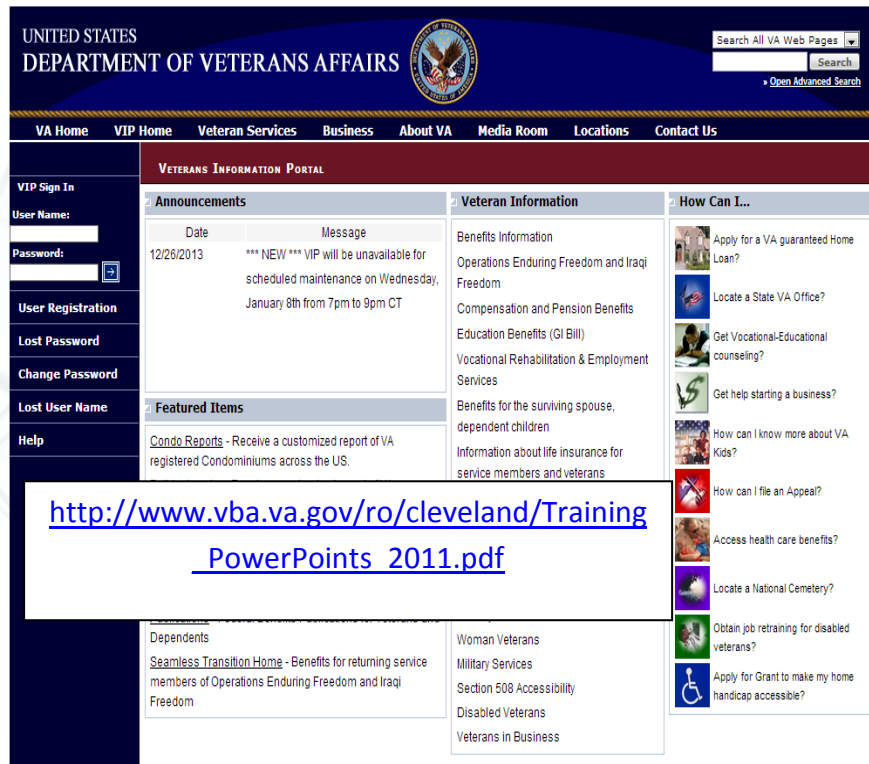 UNITED STATES
DEPARTMENT OF VETERANS AFFAIRS
Search All VA Web Pages
Search
» Open Advanced Search
VA Home VIP Home Veteran Services Business About VA Media Room Locations Contact Us
VETERANS INFORMATION PORTAL
VIP Sign In
User Name:
Password:
User Registration
Lost Password
Change Password
Lost User Name
Help
Announcements
Date Message
12/26/2013 *** NEW *** VIP will be unavailable for
scheduled maintenance on Wednesday,
January 8th from 7pm to 9pm CT
Featured Items
Condo Reports - Receive a customized report of VA
registered Condominiums across the US.
http://www.vba.va.gov/ro/cleveland/Training
_PowerPoints_2011.pdf
Dependents
Seamless Transition Home - Benefits for returning service
members of Operations Enduring Freedom and Iraqi
Freedom
Veteran Information
Benefits Information
Operations Enduring Freedom and Iraqi
Freedom
Compensation and Pension Benefits
Education Benefits (GI Bill)
Vocational Rehabilitation & Employment
Services
Benefits for the surviving spouse,
dependent children
Information about life insurance for
service members and veterans
Woman Veterans
Military Services
Section 508 Accessibility
Disabled Veterans
Veterans in Business
How Can I...
Apply for a VA guaranteed Home
Loan?
Locate a State VA Office?
Get Vocational-Educational
counseling?
Get help starting a business?
How can I know more about VA
Kids?
How can I file an Appeal?
Access health care benefits?
Locate a National Cemetery?
Obtain job retraining for disabled
veterans?
Apply for Grant to make my home
handicap accessible?